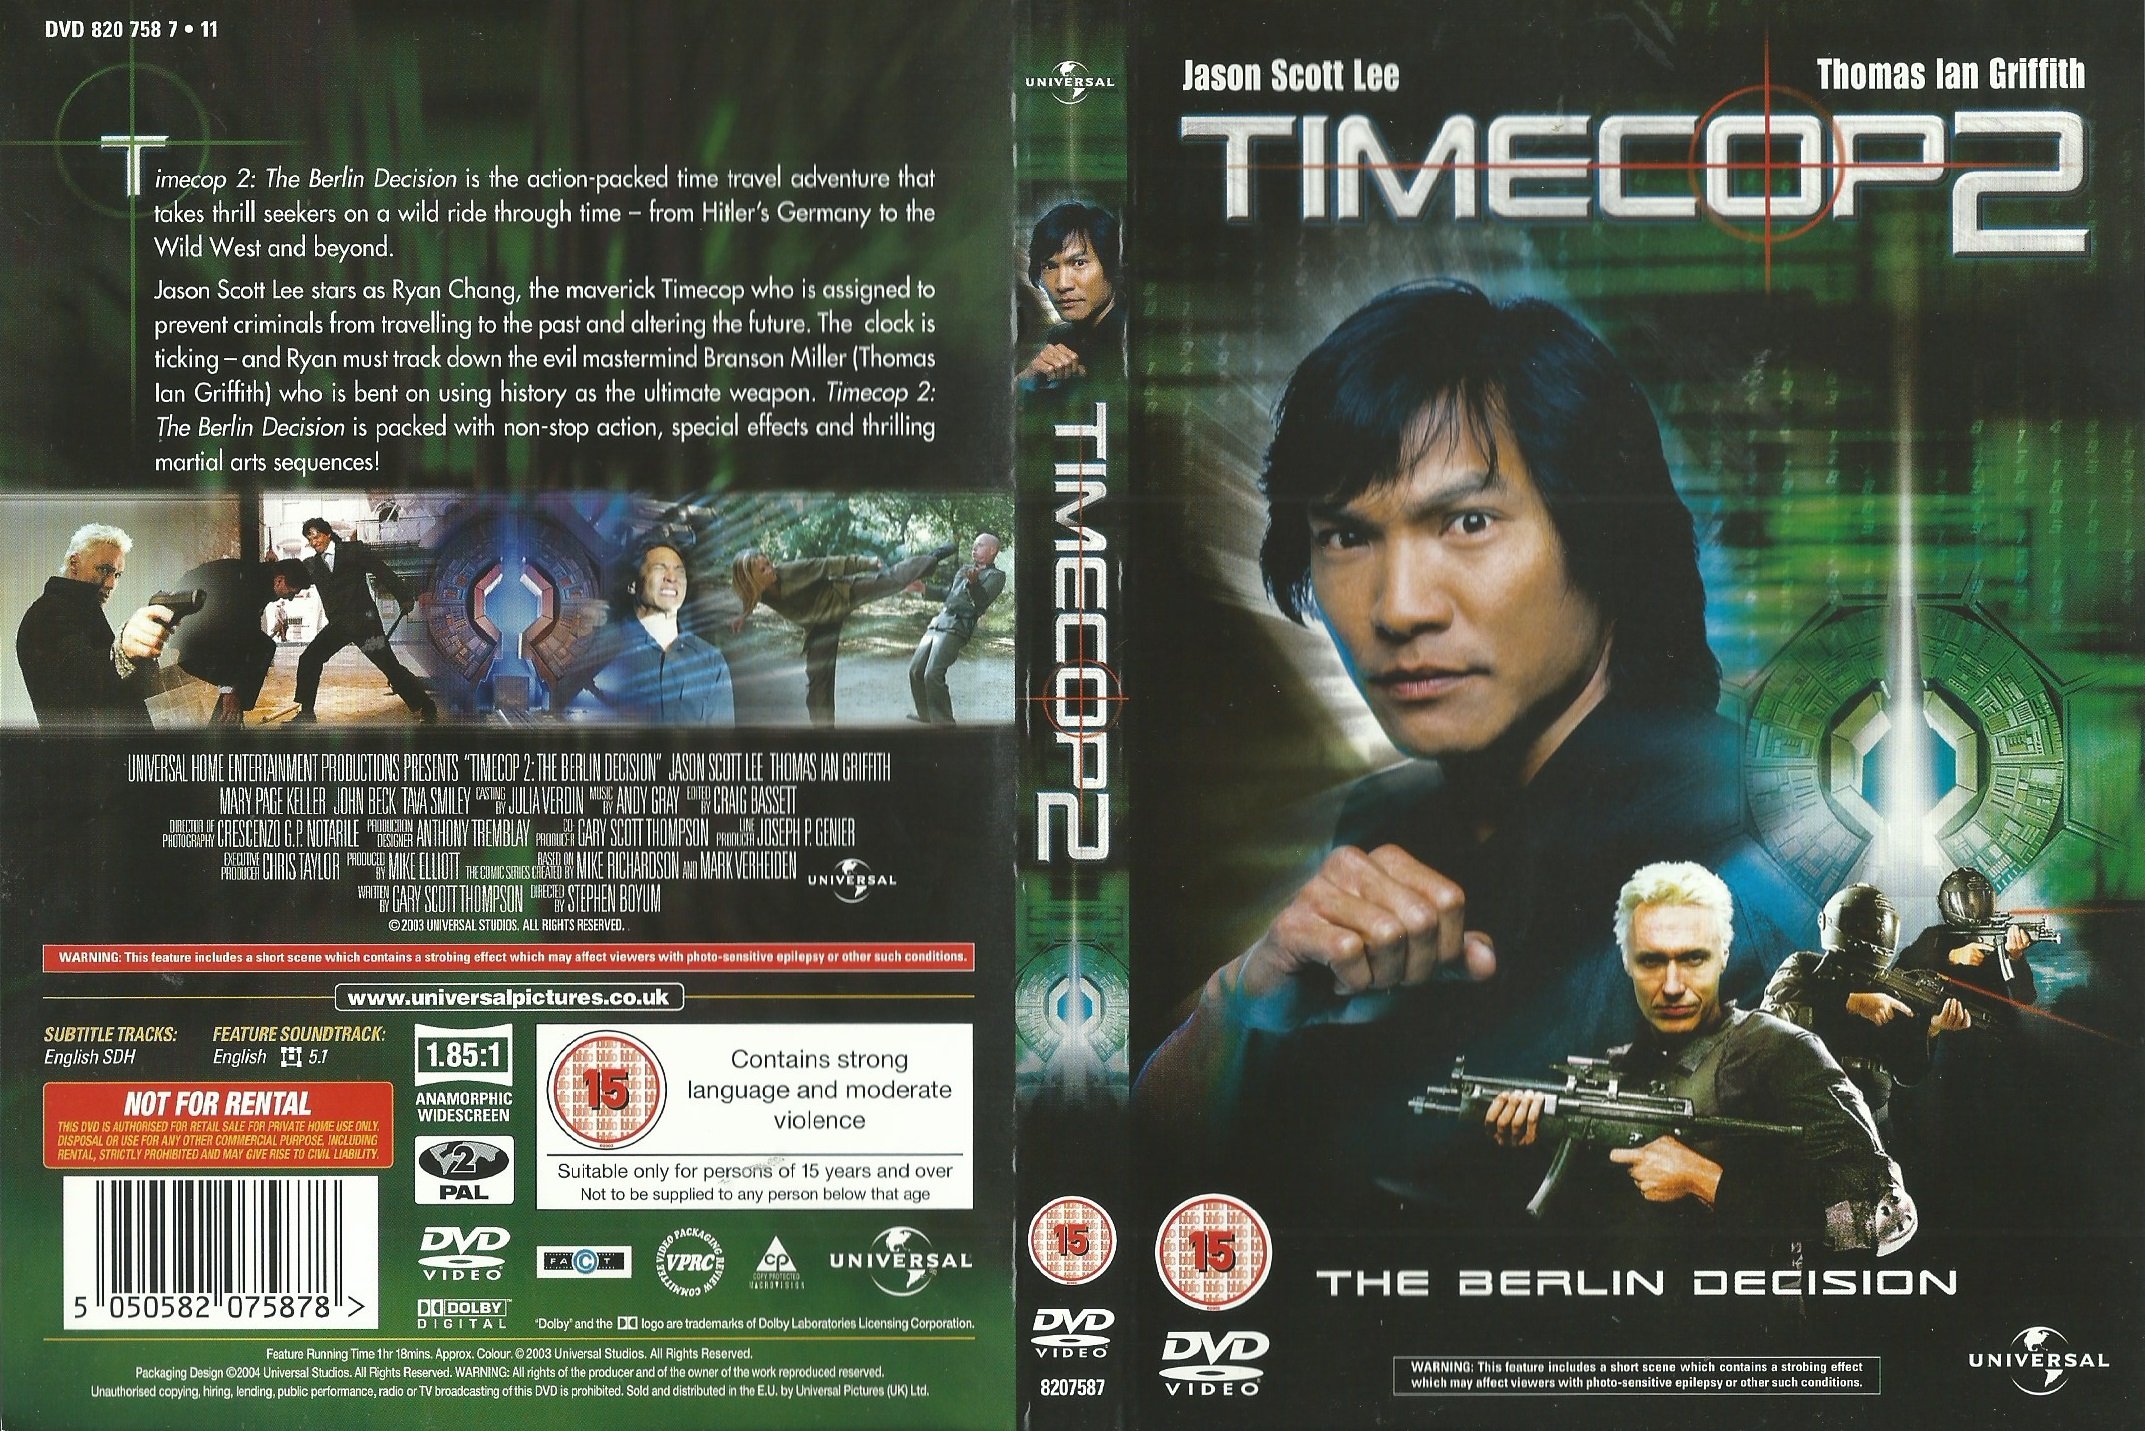 DVD 820 758 7 • 11
Timecop 2: The Berlin Decision is the action-packed time travel adventure that
takes thrill seekers on a wild ride through time – from Hitler's Germany to the
Wild West and beyond.
Jason Scott Lee stars as Ryan Chang, the maverick Timecop who is assigned to
prevent criminals from travelling to the past and altering the future. The clock is
ticking – and Ryan must track down the evil mastermind Branson Miller (Thomas
Ian Griffith) who is bent on using history as the ultimate weapon. Timecop 2:
The Berlin Decision is packed with non-stop action, special effects and thrilling
martial arts sequences!
UNIVERSAL HOME ENTERTAINMENT PRODUCTIONS PRESENTS "TIMECOP 2: THE BERLIN DECISION" JASON SCOTT LEE THOMAS IAN GRIFFITH
MARY PAGE KELLER JOHN BECK TAVA SMILEY CASTING BY JULIA VERDIN MUSIC BY ANDY GRAY EDITED BY CRAIG BASSETT
DIRECTOR OF PHOTOGRAPHY CRESCENZO G.P. NOTARILE PRODUCTION DESIGNER ANTHONY TREMBLAY CO-PRODUCER GARY SCOTT THOMPSON LINE PRODUCER JOSEPH P. GENIER
EXECUTIVE PRODUCER CHRIS TAYLOR PRODUCED BY MIKE ELLIOTT BASED ON THE COMIC SERIES CREATED BY MIKE RICHARDSON AND MARK VERHEIDEN
UNIVERSAL
WRITTEN BY GARY SCOTT THOMPSON DIRECTED BY STEPHEN BOYUM
©2003 UNIVERSAL STUDIOS. ALL RIGHTS RESERVED.
WARNING: This feature includes a short scene which contains a strobing effect which may affect viewers with photo-sensitive epilepsy or other such conditions.
www.universalpictures.co.uk
SUBTITLE TRACKS:
English SDH
FEATURE SOUNDTRACK:
English 5.1
NOT FOR RENTAL
THIS DVD IS AUTHORISED FOR RETAIL SALE FOR PRIVATE HOME USE ONLY.
DISPOSAL OR USE FOR ANY OTHER COMMERCIAL PURPOSE, INCLUDING
RENTAL, STRICTLY PROHIBITED AND MAY GIVE RISE TO CIVIL LIABILITY.
5 050582 075878 >
1.85:1
ANAMORPHIC
WIDESCREEN
2
PAL
DVD
VIDEO
DOLBY
DIGITAL
15
Contains strong
language and moderate
violence
Suitable only for persons of 15 years and over
Not to be supplied to any person below that age
FACT
VIDEO PACKAGING REVIEW COMMITTEE
VPRC
CP
COPY PROTECTED
MACROVISION
UNIVERSAL
"Dolby" and the logo are trademarks of Dolby Laboratories Licensing Corporation.
Feature Running Time 1hr 18mins. Approx. Colour. © 2003 Universal Studios. All Rights Reserved.
Packaging Design ©2004 Universal Studios. All Rights Reserved. WARNING: All rights of the producer and of the owner of the work reproduced reserved.
Unauthorised copying, hiring, lending, public performance, radio or TV broadcasting of this DVD is prohibited. Sold and distributed in the E.U. by Universal Pictures (UK) Ltd.
UNIVERSAL
TIMECOP2
15
DVD
VIDEO
8207587
Jason Scott Lee
Thomas Ian Griffith
TIMECOP2
15
THE BERLIN DECISION
DVD
VIDEO
WARNING: This feature includes a short scene which contains a strobing effect
which may affect viewers with photo-sensitive epilepsy or other such conditions.
UNIVERSAL